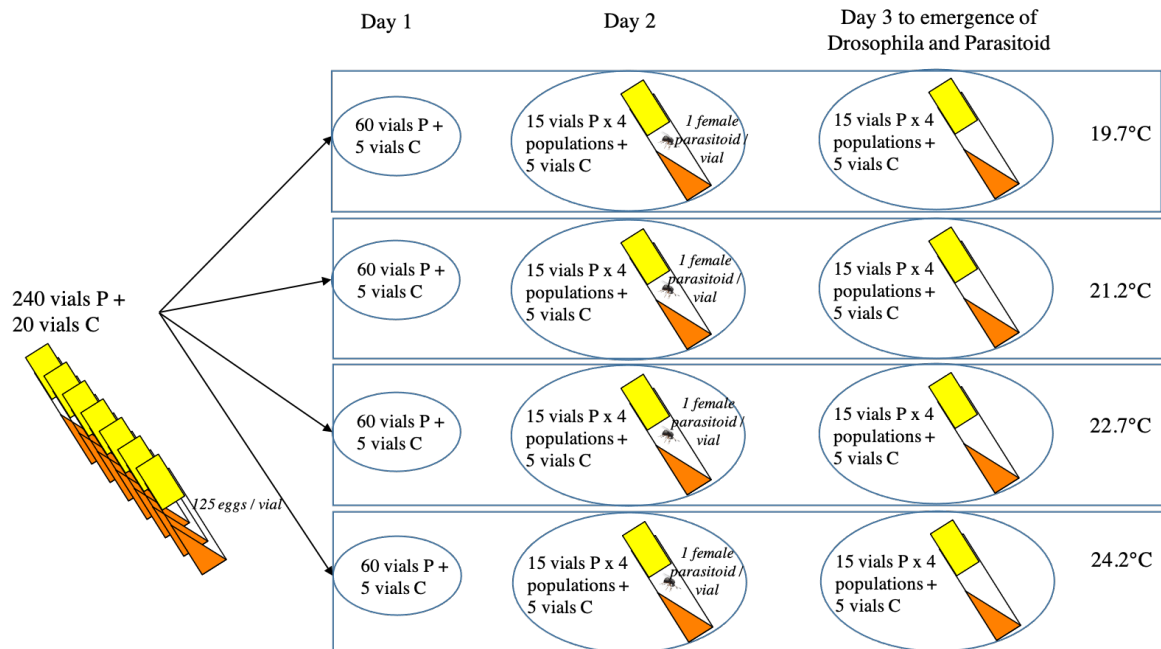 Day 1
Day 2
Day 3 to emergence of
Drosophila and Parasitoid
240 vials P +
20 vials C
125 eggs / vial
60 vials P +
5 vials C
15 vials P x 4
populations +
5 vials C
1 female
parasitoid /
vial
15 vials P x 4
populations +
5 vials C
19.7°C
60 vials P +
5 vials C
15 vials P x 4
populations +
5 vials C
1 female
parasitoid /
vial
15 vials P x 4
populations +
5 vials C
21.2°C
60 vials P +
5 vials C
15 vials P x 4
populations +
5 vials C
1 female
parasitoid /
vial
15 vials P x 4
populations +
5 vials C
22.7°C
60 vials P +
5 vials C
15 vials P x 4
populations +
5 vials C
1 female
parasitoid /
vial
15 vials P x 4
populations +
5 vials C
24.2°C